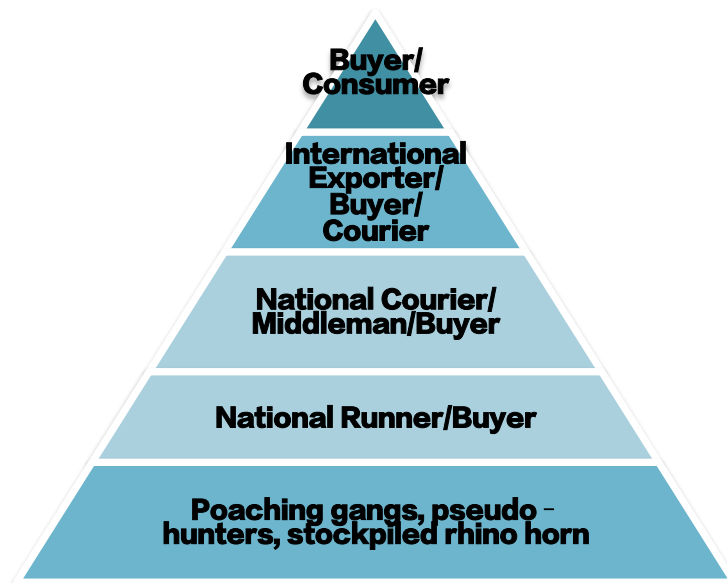 Buyer/
Consumer
International
Exporter/
Buyer/
Courier
National Courier/
Middleman/Buyer
National Runner/Buyer
Poaching gangs, pseudo –
hunters, stockpiled rhino horn